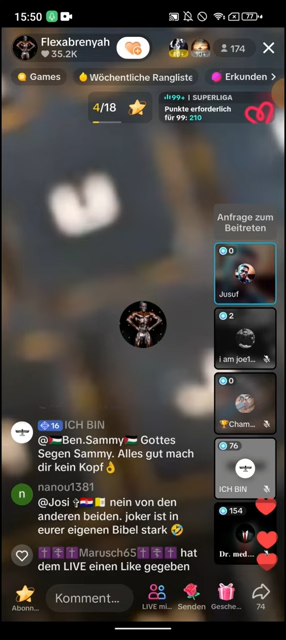 15:50
77
Flexabrenyah
35.2K
174
Games
Wöchentliche Rangliste
Erkunden
4/18
99+ | SUPERLIGA
Punkte erforderlich
für 99: 210
Anfrage zum
Beitreten
0
Jusuf
2
i am joe1...
0
🏆Cham...
76
ICH BIN
154
Dr. med...
16 ICH BIN
@🇵🇸Ben.Sammy🇵🇸 Gottes
Segen Sammy. Alles gut mach
dir kein Kopf👌
n
nanou1381
@Josi ✞🇭🇷🇻🇦 nein von den
anderen beiden. joker ist in
eurer eigenen Bibel stark 🤣
✝️☦️✝️Marusch65✝️☦️✝️ hat
dem LIVE einen Like gegeben
Abonn...
Komment...
LIVE mi...
Senden
Gesche...
74